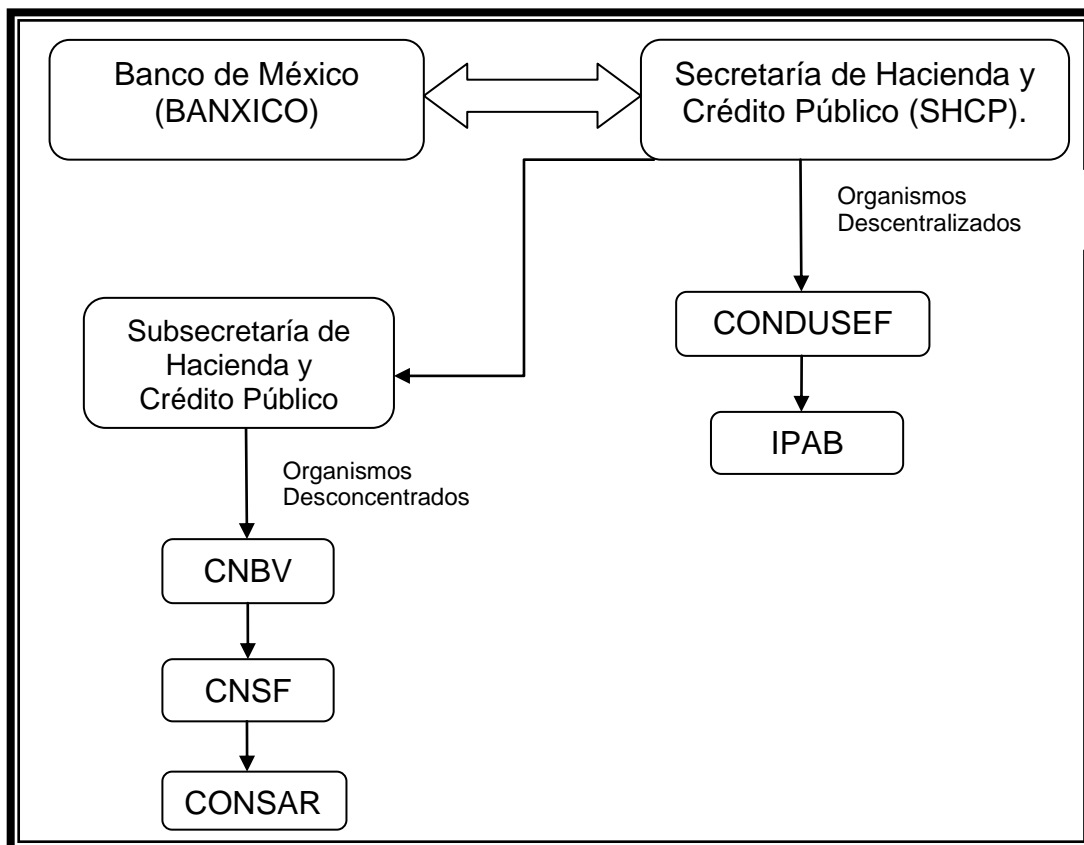 Banco de México
(BANXICO)
Secretaría de Hacienda y
Crédito Público (SHCP).
Organismos
Descentralizados
CONDUSEF
IPAB
Subsecretaría de
Hacienda y
Crédito Público
Organismos
Desconcentrados
CNBV
CNSF
CONSAR